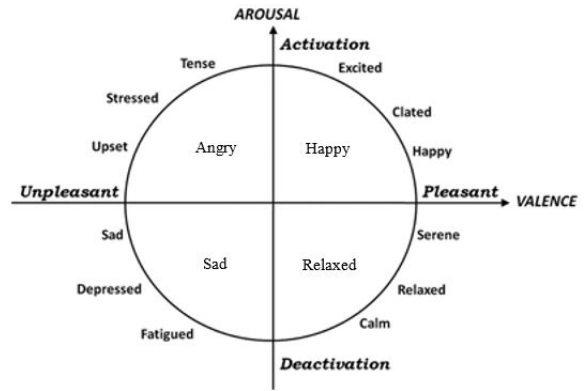 AROUSAL
Activation
Tense
Excited
Stressed
Clated
Upset
Angry
Happy
Happy
Unpleasant
Pleasant
VALENCE
Sad
Serene
Sad
Relaxed
Depressed
Relaxed
Fatigued
Calm
Deactivation